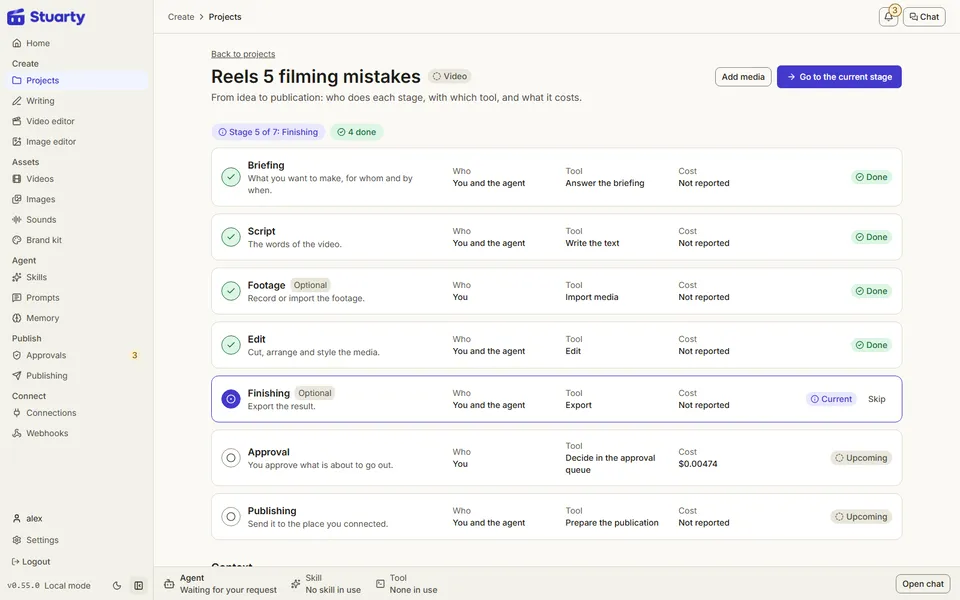 Stuarty
Create > Projects
3
Chat
Home
Create
Projects
Writing
Video editor
Image editor
Assets
Videos
Images
Sounds
Brand kit
Agent
Skills
Prompts
Memory
Publish
Approvals 3
Publishing
Connect
Connections
Webhooks
alex
Settings
Logout
v0.55.0 Local mode
Back to projects
Reels 5 filming mistakes Video
Add media
Go to the current stage
From idea to publication: who does each stage, with which tool, and what it costs.
Stage 5 of 7: Finishing 4 done
Briefing
What you want to make, for whom and by
when.
Who
You and the agent
Tool
Answer the briefing
Cost
Not reported
Done
Script
The words of the video.
Who
You and the agent
Tool
Write the text
Cost
Not reported
Done
Footage Optional
Record or import the footage.
Who
You
Tool
Import media
Cost
Not reported
Done
Edit
Cut, arrange and style the media.
Who
You and the agent
Tool
Edit
Cost
Not reported
Done
Finishing Optional
Export the result.
Who
You and the agent
Tool
Export
Cost
Not reported
Current
Skip
Approval
You approve what is about to go out.
Who
You
Tool
Decide in the approval
queue
Cost
$0.00474
Upcoming
Publishing
Send it to the place you connected.
Who
You and the agent
Tool
Prepare the publication
Cost
Not reported
Upcoming
Agent
Waiting for your request
Skill
No skill in use
Tool
None in use
Open chat